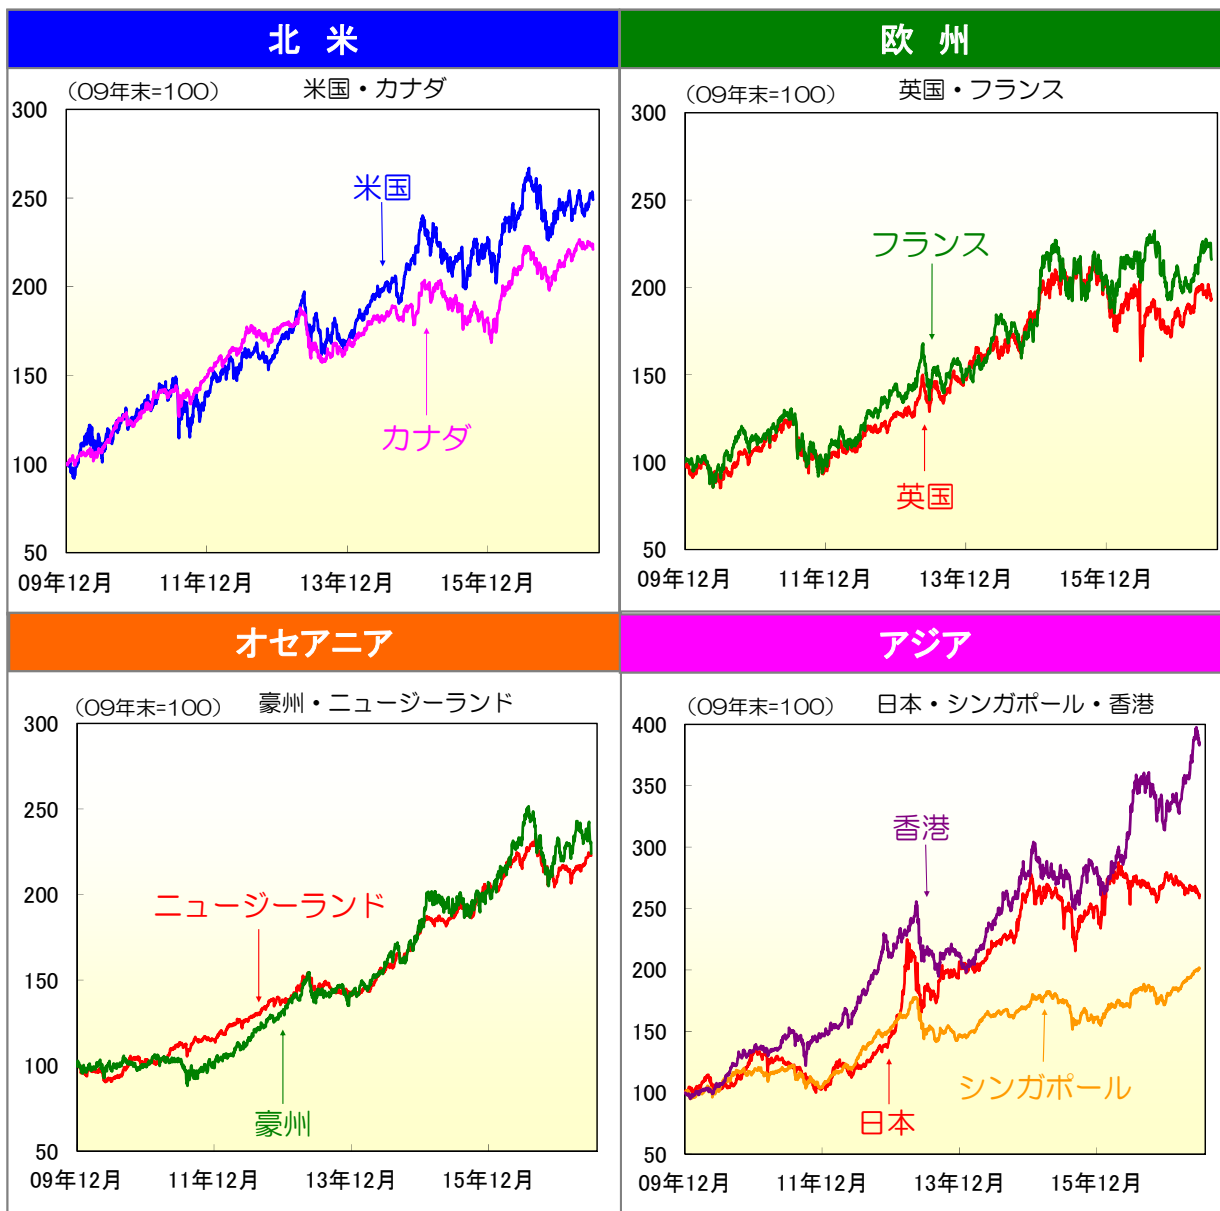 北 米
(09年末=100) 米国・カナダ
300
250
200
150
100
50
米国
カナダ
09年12月 11年12月 13年12月 15年12月
欧 州
(09年末=100) 英国・フランス
300
250
200
150
100
50
フランス
英国
09年12月 11年12月 13年12月 15年12月
オセアニア
(09年末=100) 豪州・ニュージーランド
300
250
200
150
100
50
ニュージーランド
豪州
09年12月 11年12月 13年12月 15年12月
アジア
(09年末=100) 日本・シンガポール・香港
400
350
300
250
200
150
100
50
香港
シンガポール
日本
09年12月 11年12月 13年12月 15年12月